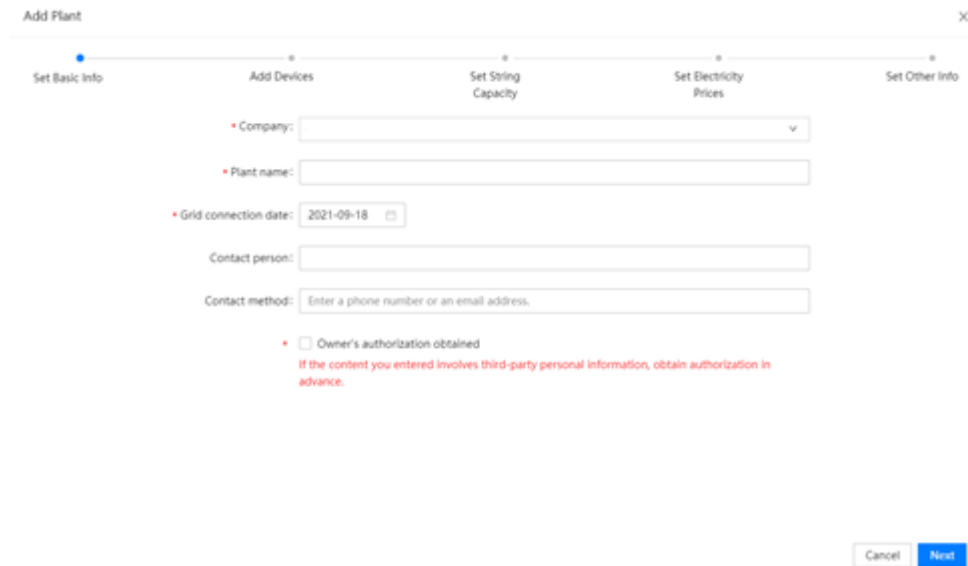 Add Plant
Set Basic Info
Add Devices
Set String
Capacity
Set Electricity
Prices
Set Other Info
* Company:
* Plant name:
* Grid connection date: 2021-09-18
Contact person:
Contact method: Enter a phone number or an email address.
* Owner's authorization obtained
If the content you entered involves third-party personal information, obtain authorization in
advance.
Cancel Next